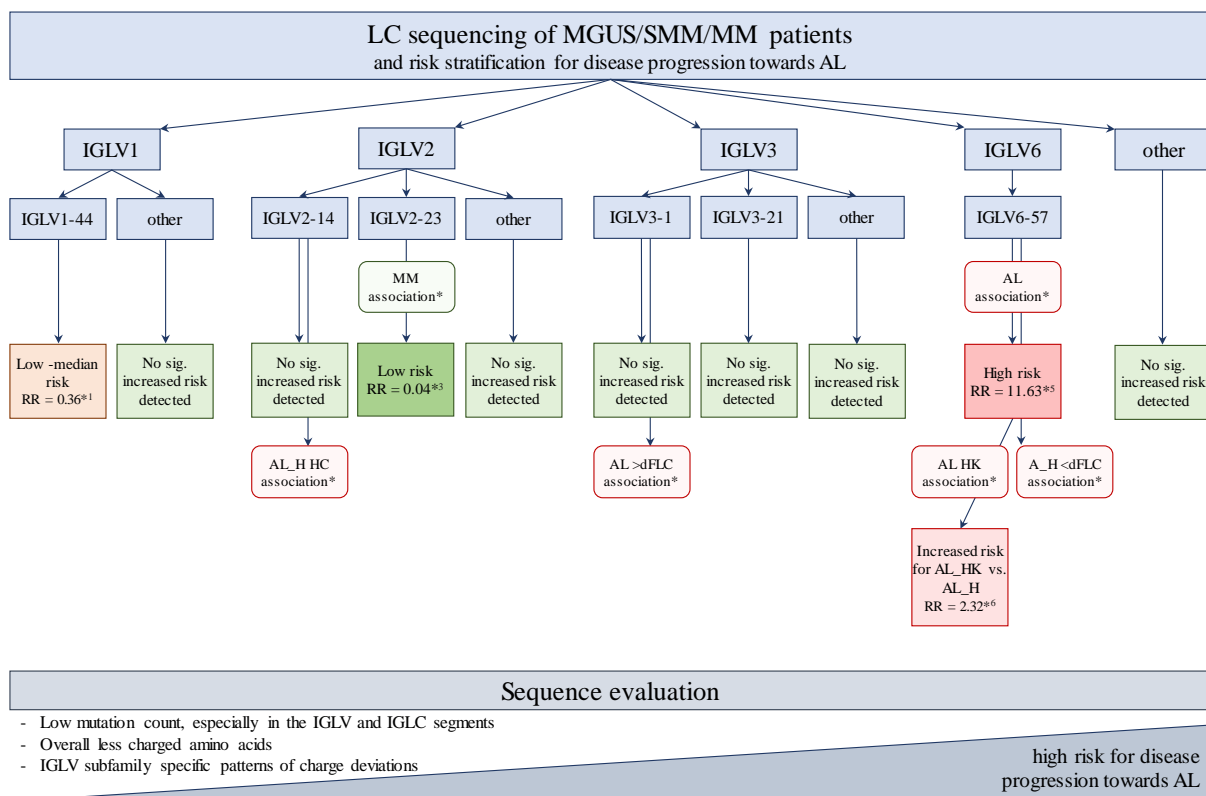 LC sequencing of MGUS/SMM/MM patients
and risk stratification for disease progression towards AL
IGLV1
IGLV2
IGLV3
IGLV6
other
IGLV1-44
other
IGLV2-14
IGLV2-23
other
IGLV3-1
IGLV3-21
other
IGLV6-57
MM
association*
AL
association*
Low -median
risk
RR = 0.36*1
No sig.
increased risk
detected
No sig.
increased risk
detected
Low risk
RR = 0.04*3
No sig.
increased risk
detected
No sig.
increased risk
detected
No sig.
increased risk
detected
No sig.
increased risk
detected
High risk
RR = 11.63*5
No sig.
increased risk
detected
AL_H HC
association*
AL >dFLC
association*
AL HK
association*
A_H <dFLC
association*
Increased risk
for AL_HK vs.
AL_H
RR = 2.32*6
Sequence evaluation
- Low mutation count, especially in the IGLV and IGLC segments
- Overall less charged amino acids
- IGLV subfamily specific patterns of charge deviations
high risk for disease
progression towards AL